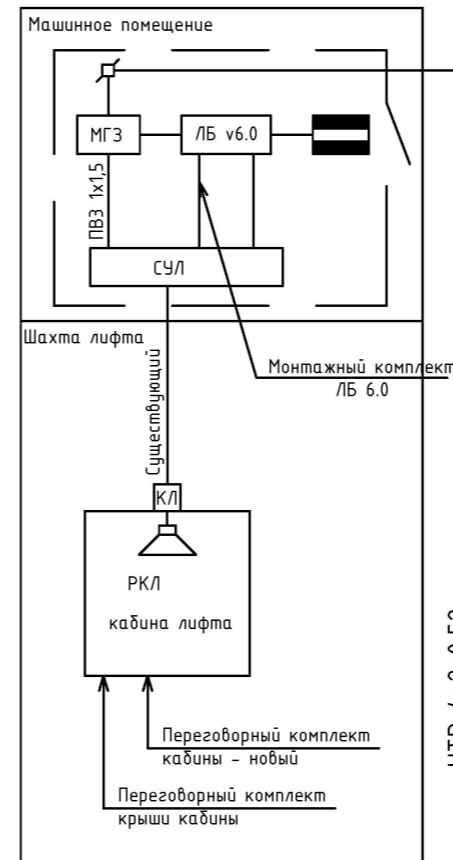 Машинное помещение
МГЗ
ЛБ v6.0
ПВЗ 1х1,5
СУЛ
Шахта лифта
Существующий
Монтажный комплект
ЛБ 6.0
КЛ
РКЛ
кабина лифта
Переговорный комплект
кабины - новый
Переговорный комплект
крыши кабины